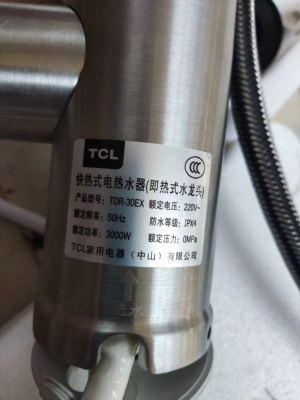 TCL
快热式电热水器(即热式水龙头)
产品型号: TDR-30EX 额定电压: 220V~
额定频率: 50Hz 防水等级: IPX4
额定功率: 3000W 额定压力: 0MPa
TCL家用电器（中山）有限公司
进水